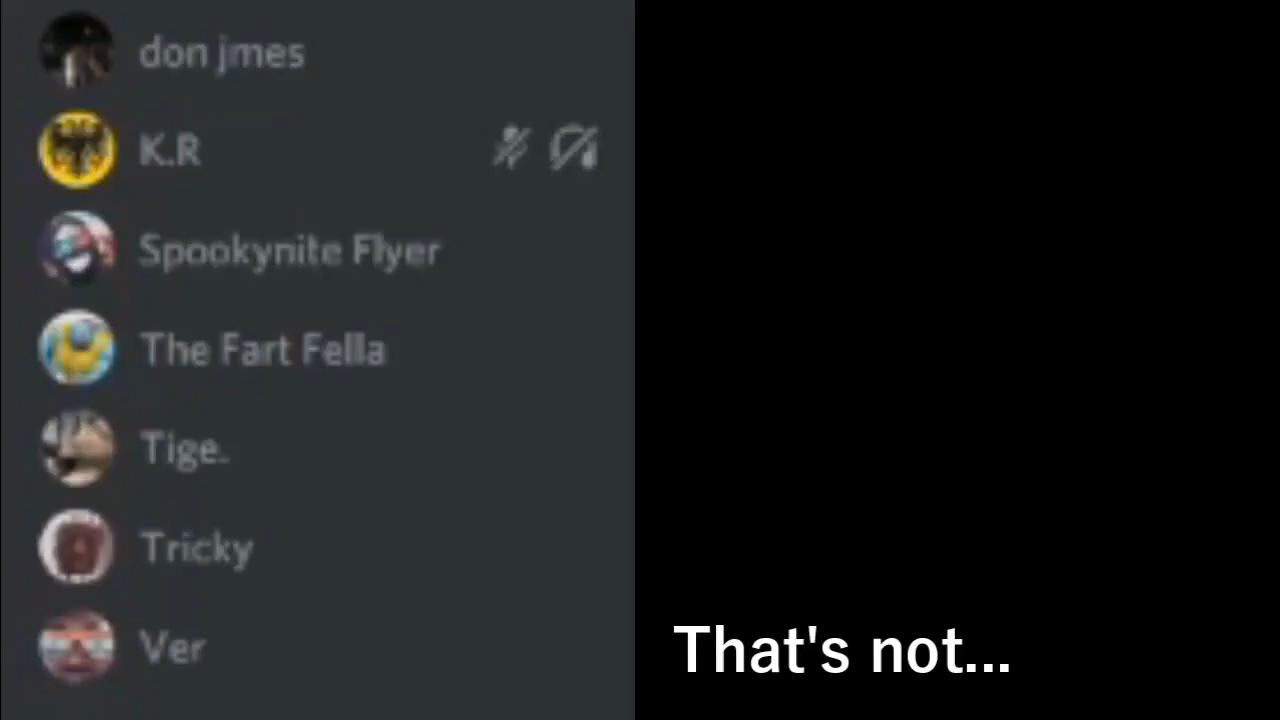 don jmes
K.R
Spookynite Flyer
The Fart Fella
Tige.
Tricky
Ver
That's not...